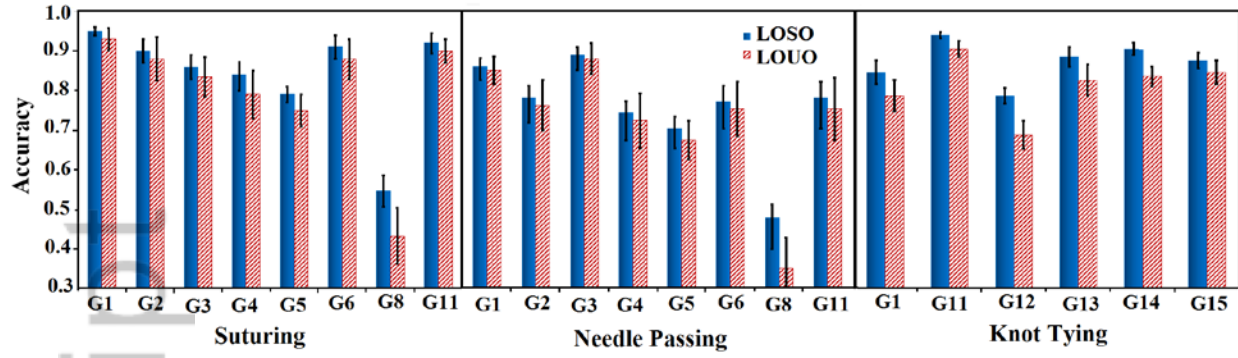 Accuracy
1.0
0.9
0.8
0.7
0.6
0.5
0.4
0.3
LOSO
LOUO
G1 G2 G3 G4 G5 G6 G8 G11 G1 G2 G3 G4 G5 G6 G8 G11 G1 G11 G12 G13 G14 G15
Suturing Needle Passing Knot Tying